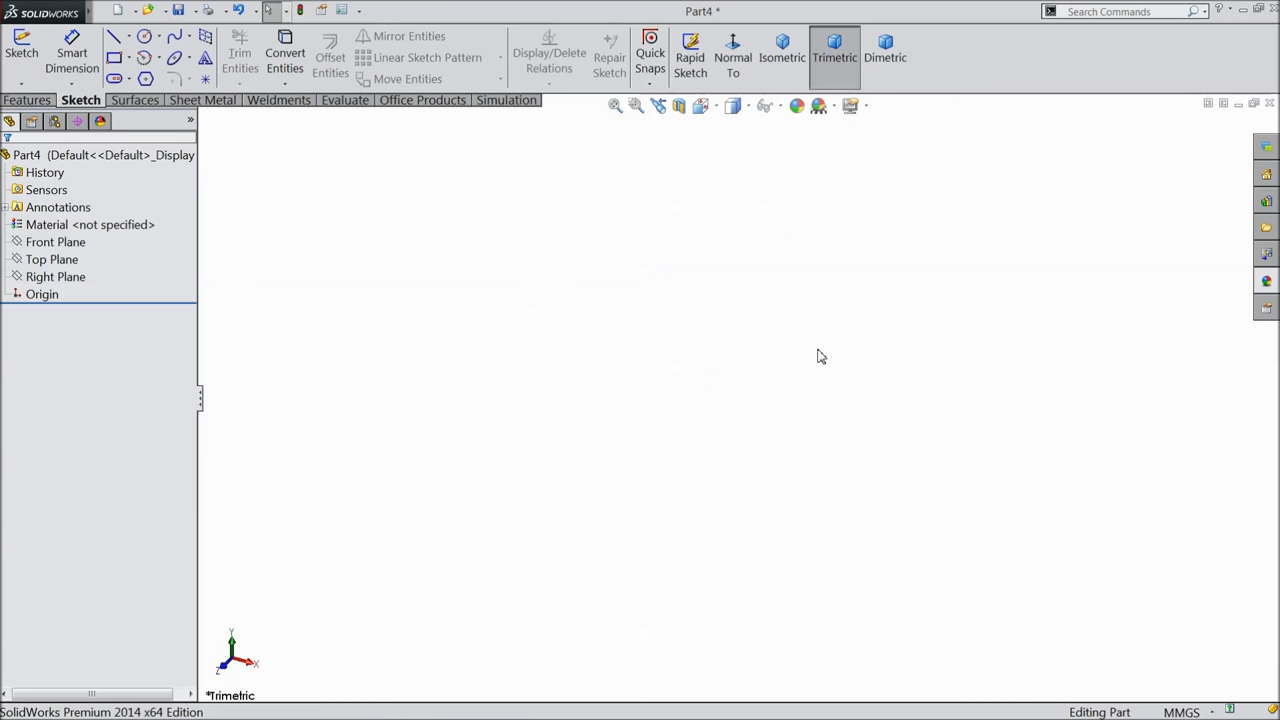 SOLIDWORKS
Part4 *
Search Commands
Sketch
Smart Dimension
Trim Entities
Convert Entities
Offset Entities
Mirror Entities
Linear Sketch Pattern
Move Entities
Display/Delete Relations
Repair Sketch
Quick Snaps
Rapid Sketch
Normal To
Isometric
Trimetric
Dimetric
Features
Sketch
Surfaces
Sheet Metal
Weldments
Evaluate
Office Products
Simulation
Part4 (Default<<Default>_Display
History
Sensors
Annotations
Material <not specified>
Front Plane
Top Plane
Right Plane
Origin
Y
X
Z
*Trimetric
SolidWorks Premium 2014 x64 Edition
Editing Part
MMGS